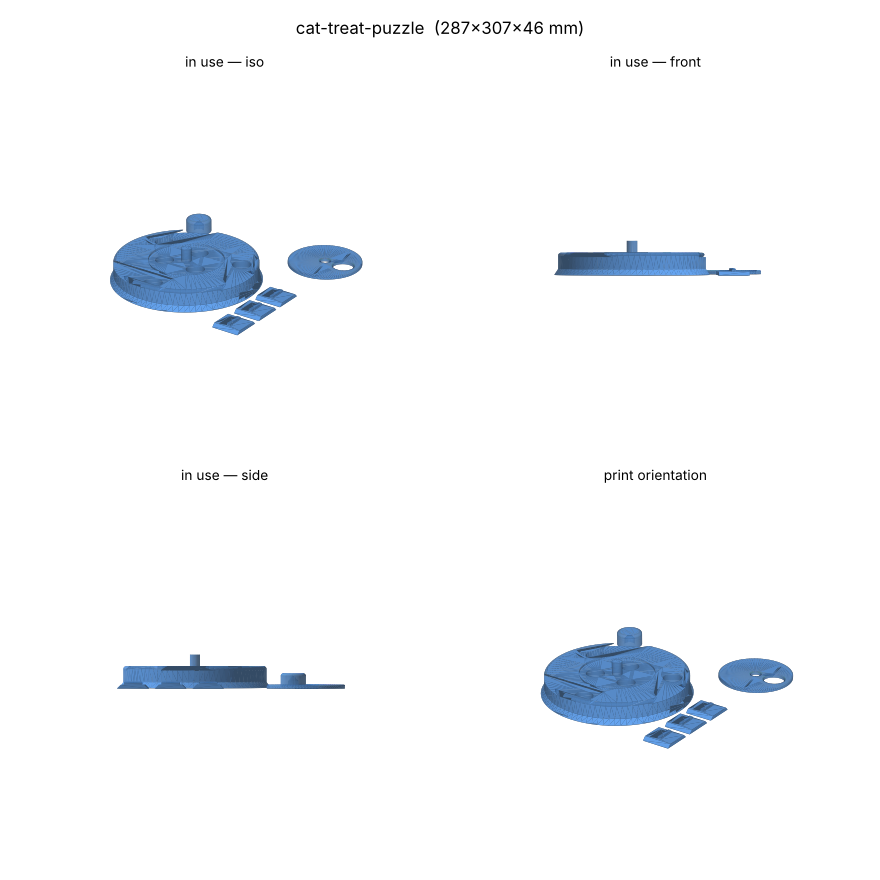 cat-treat-puzzle (287×307×46 mm)
in use — iso
in use — front
in use — side
print orientation